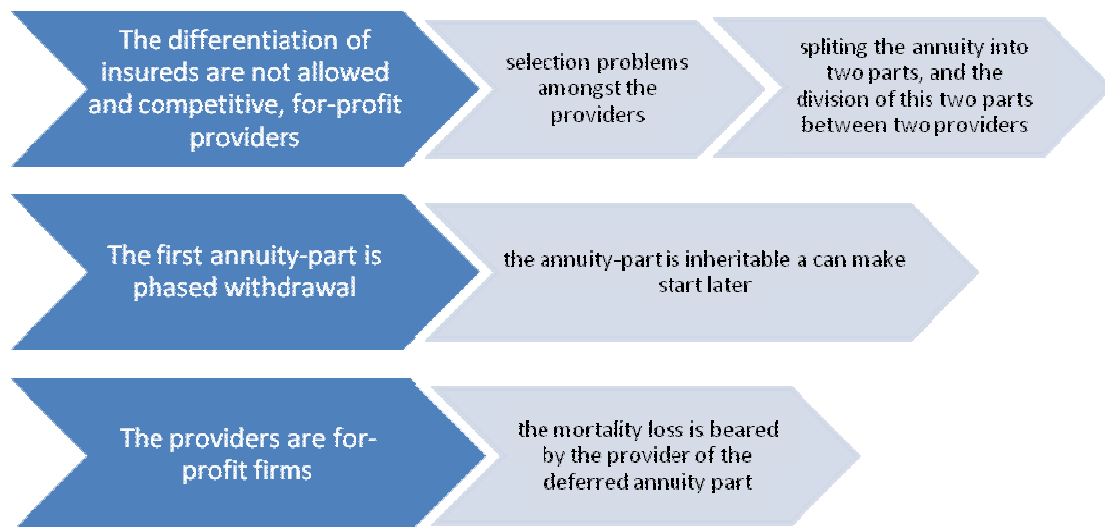 The differentiation of
insureds are not allowed
and competitive, for-profit
providers
selection problems
amongst the
providers
spliting the annuity into
two parts, and the
division of this two parts
between two providers
The first annuity-part is
phased withdrawal
the annuity-part is inheritable a can make
start later
The providers are for-
profit firms
the mortality loss is beared
by the provider of the
deferred annuity part